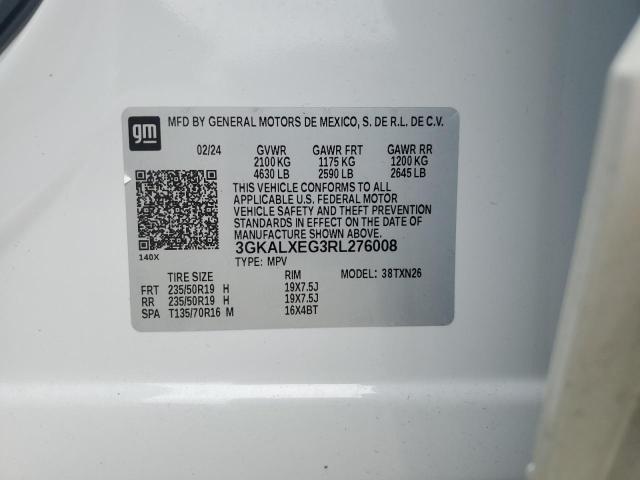 gm
MFD BY GENERAL MOTORS DE MEXICO, S. DE R.L. DE C.V.
02/24 GVWR GAWR FRT GAWR RR
2100 KG 1175 KG 1200 KG
4630 LB 2590 LB 2645 LB
THIS VEHICLE CONFORMS TO ALL
APPLICABLE U.S. FEDERAL MOTOR
VEHICLE SAFETY AND THEFT PREVENTION
STANDARDS IN EFFECT ON THE DATE OF
MANUFACTURE SHOWN ABOVE.
3GKALXEG3RL276008
140X TYPE: MPV
TIRE SIZE RIM MODEL: 38TXN26
FRT 235/50R19 H 19X7.5J
RR 235/50R19 H 19X7.5J
SPA T135/70R16 M 16X4BT